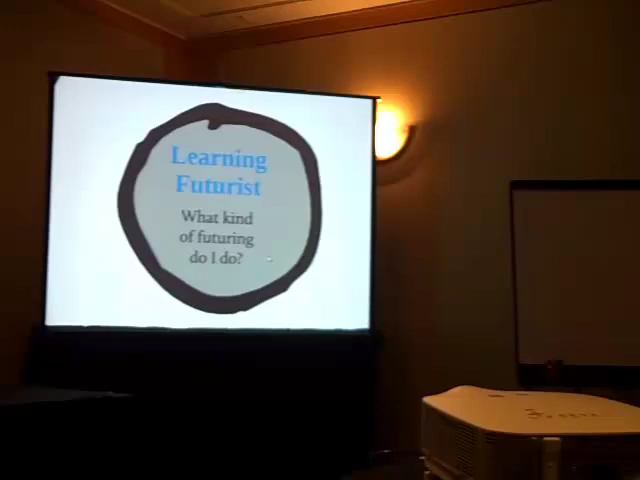 Learning
Futurist
What kind
of futuring
do I do?